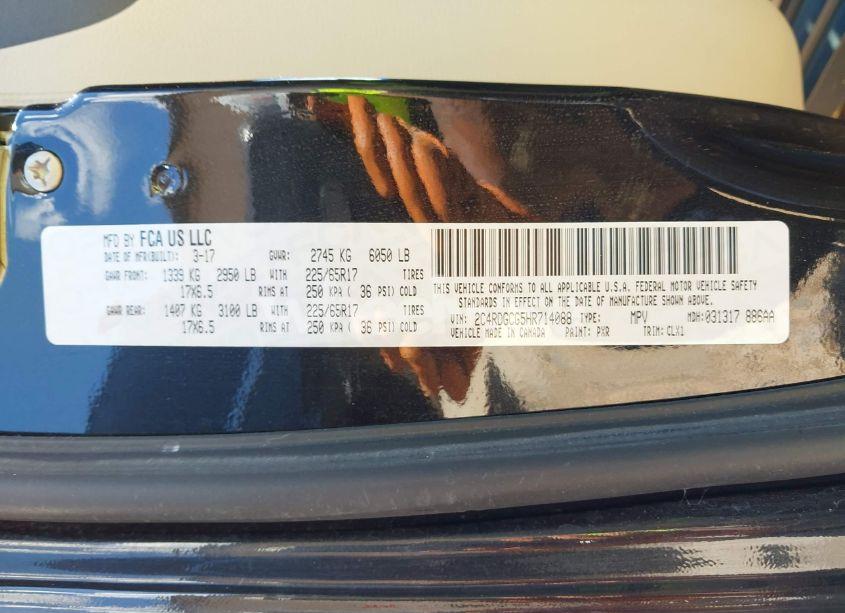 MFD BY FCA US LLC
DATE OF MFR(BUILT): 3-17 GVWR: 2745 KG 6050 LB
GAWR FRONT: 1339 KG 2950 LB WITH 225/65R17 TIRES
17X6.5 RIMS AT 250 KPA ( 36 PSI) COLD
GAWR REAR: 1407 KG 3100 LB WITH 225/65R17 TIRES
17X6.5 RIMS AT 250 KPA ( 36 PSI) COLD
THIS VEHICLE CONFORMS TO ALL APPLICABLE U.S.A. FEDERAL MOTOR VEHICLE SAFETY
STANDARDS IN EFFECT ON THE DATE OF MANUFACTURE SHOWN ABOVE.
VIN: 2C4RDGCG5HR714088 TYPE: MPV MDH: 031317 886AA
VEHICLE MADE IN CANADA PAINT: PXR TRIM: CLX1